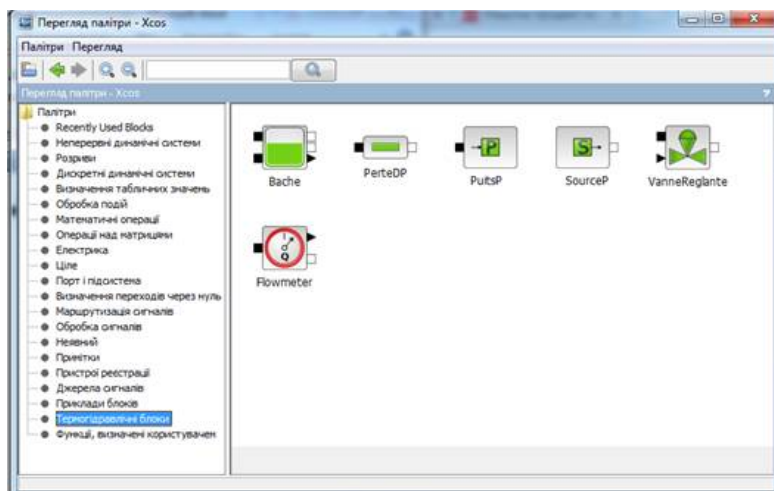 Перегляд палітри - Xcos
Палітри Перегляд
Перегляд палітри - Xcos
Палітри
Recently Used Blocks
Неперервні динамічні системи
Розриви
Дискретні динамічні системи
Визначення табличних значень
Обробка подій
Математичні операції
Операції над матрицями
Електрика
Ціле
Порт і підсистема
Визначення переходів через нуль
Маршрутизація сигналів
Обробка сигналів
Неявний
Примітки
Пристрої реєстрації
Джерела сигналів
Приклади блоків
Термогідравлічні блоки
Функції, визначені користувачем
Bache
PerteDP
P
PuitsP
S
SourceP
VanneReglante
Q
Flowmeter